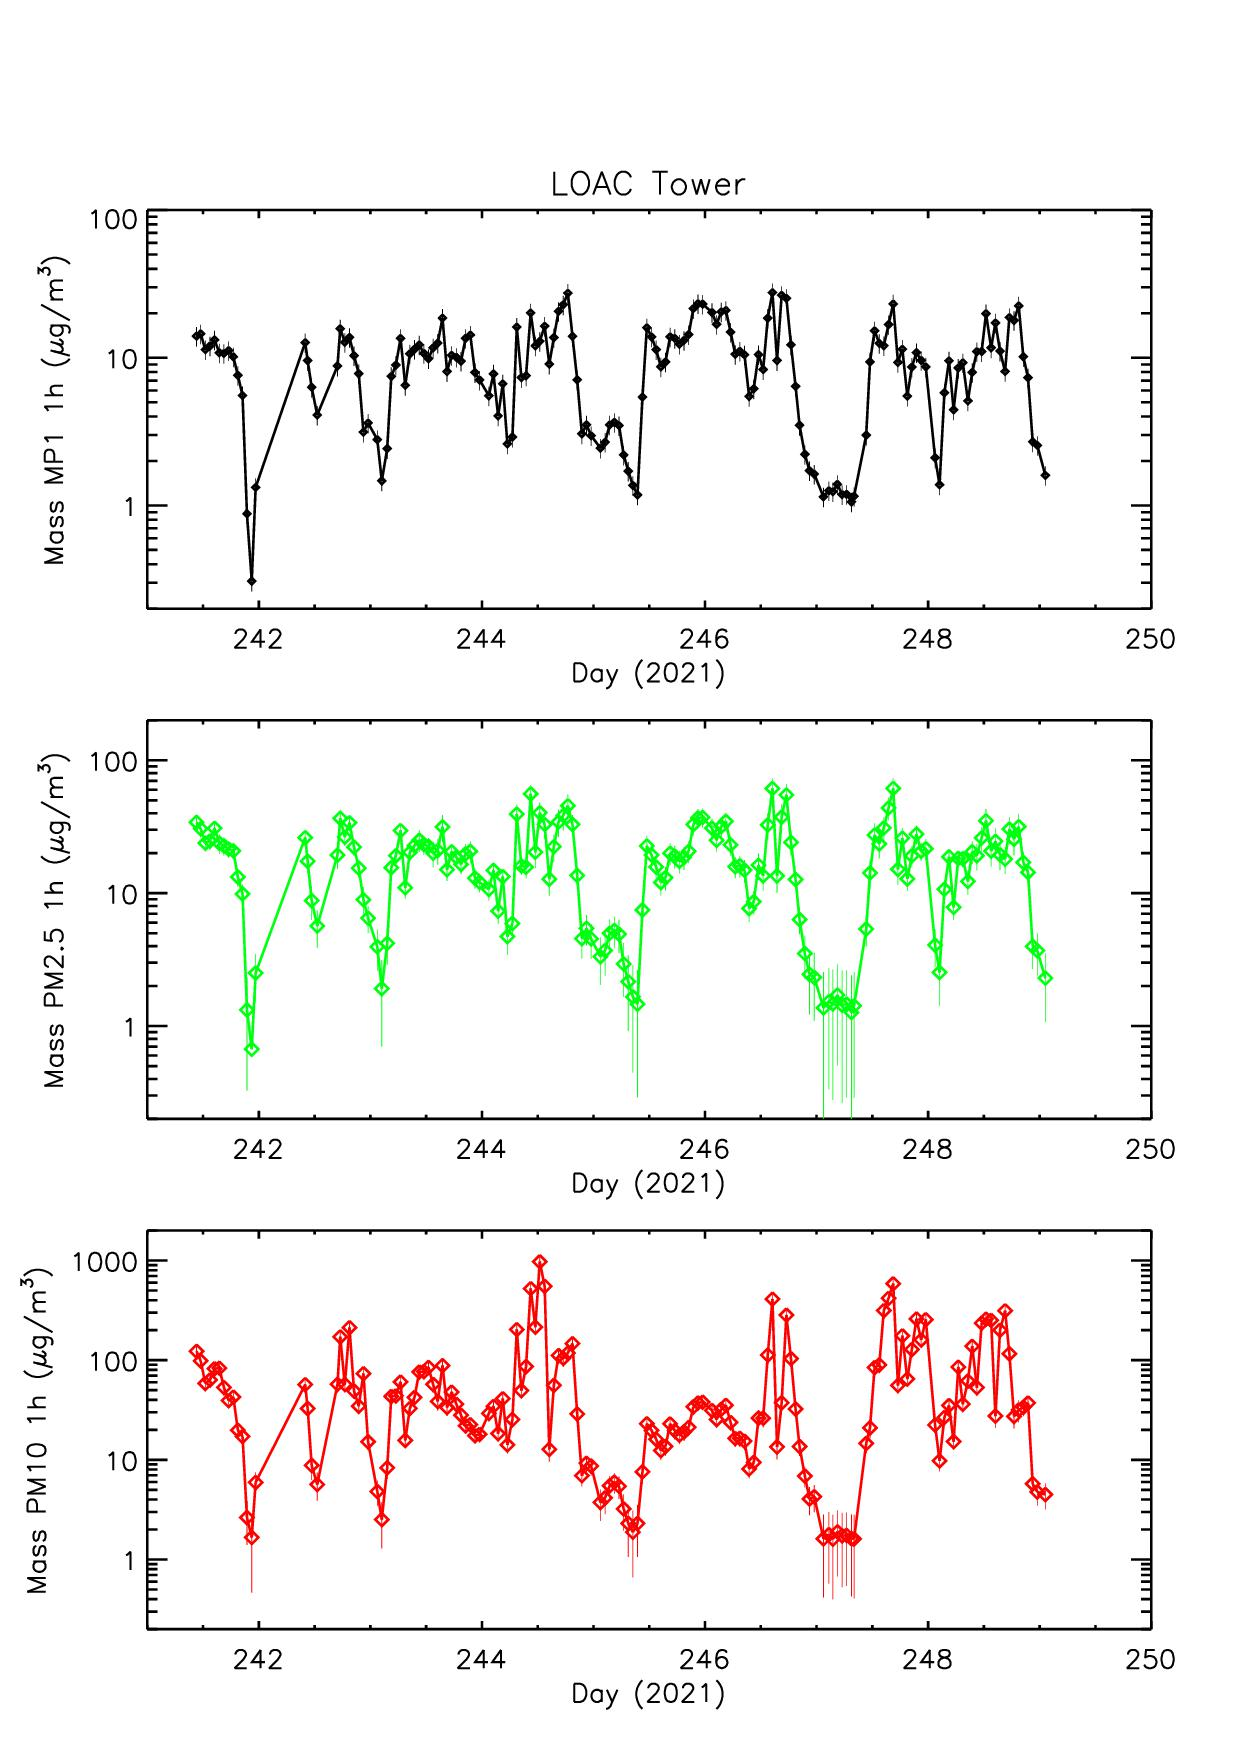 LOAC Tower
100
10
1
Mass MP1 1h (μg/m³)
242 244 246 248 250
Day (2021)
100
10
1
Mass PM2.5 1h (μg/m³)
242 244 246 248 250
Day (2021)
1000
100
10
1
Mass PM10 1h (μg/m³)
242 244 246 248 250
Day (2021)